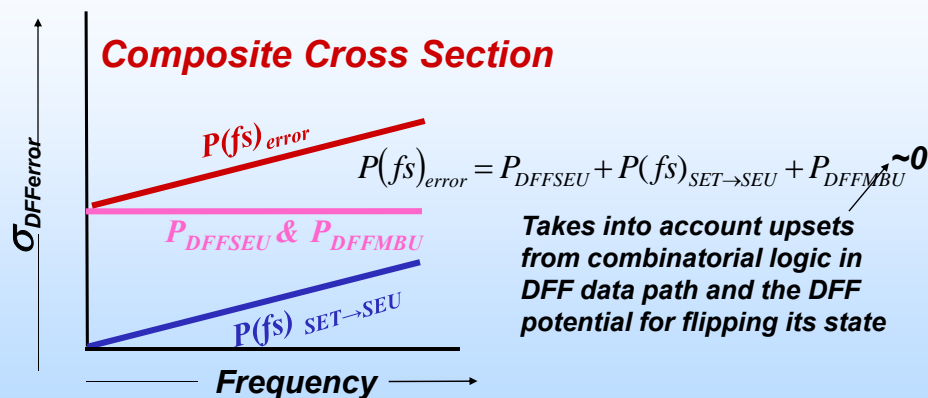 Composite Cross Section
σDFFerror
P(fs) error
P(fs)error = PDFFSEU + P(fs)SET→SEU + PDFFMBU ~0
PDFFSEU & PDFFMBU
Takes into account upsets
from combinatorial logic in
DFF data path and the DFF
potential for flipping its state
P(fs) SET→SEU
Frequency